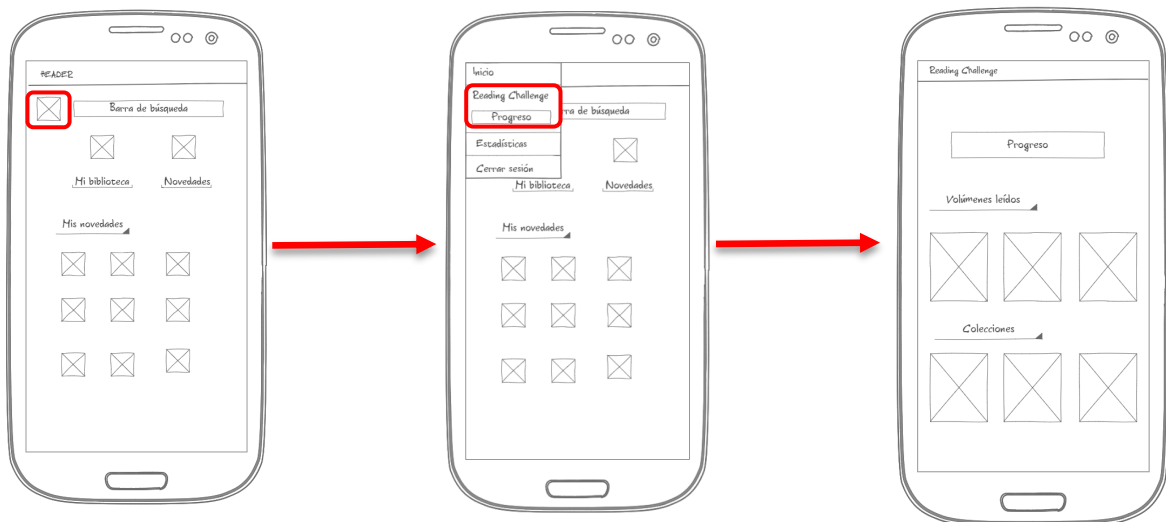 HEADER
Barra de búsqueda
Mi biblioteca
Novedades
Mis novedades
Inicio
Reading Challenge
Progreso
rra de búsqueda
Estadísticas
Cerrar sesión
Mi biblioteca
Novedades
Mis novedades
Reading Challenge
Progreso
Volúmenes leídos
Colecciones